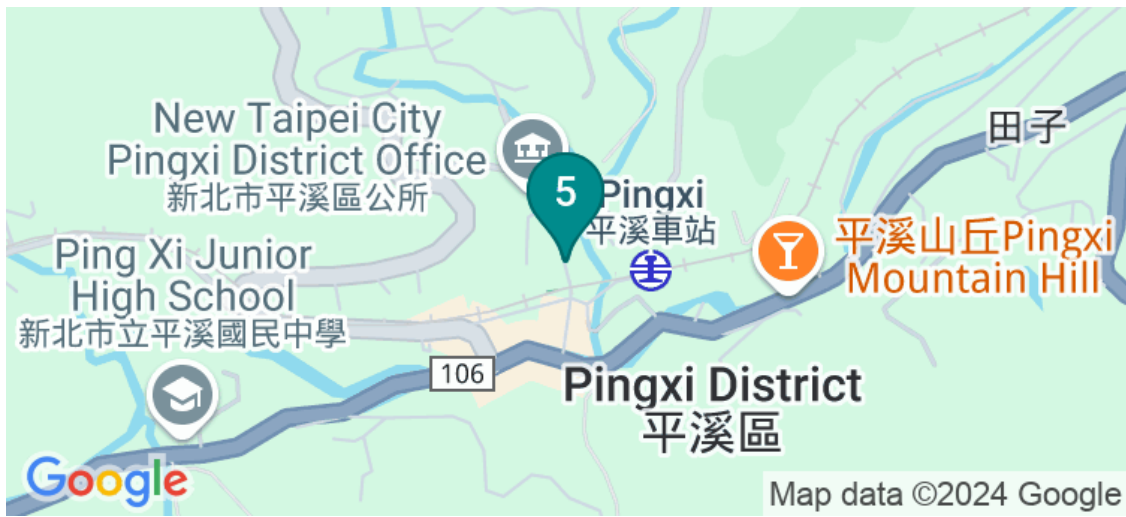 New Taipei City
Pingxi District Office
新北市平溪區公所
5
Pingxi
平溪車站
田子
平溪山丘Pingxi
Mountain Hill
Ping Xi Junior
High School
新北市立平溪國民中學
106
Pingxi District
平溪區
Google
Map data ©2024 Google